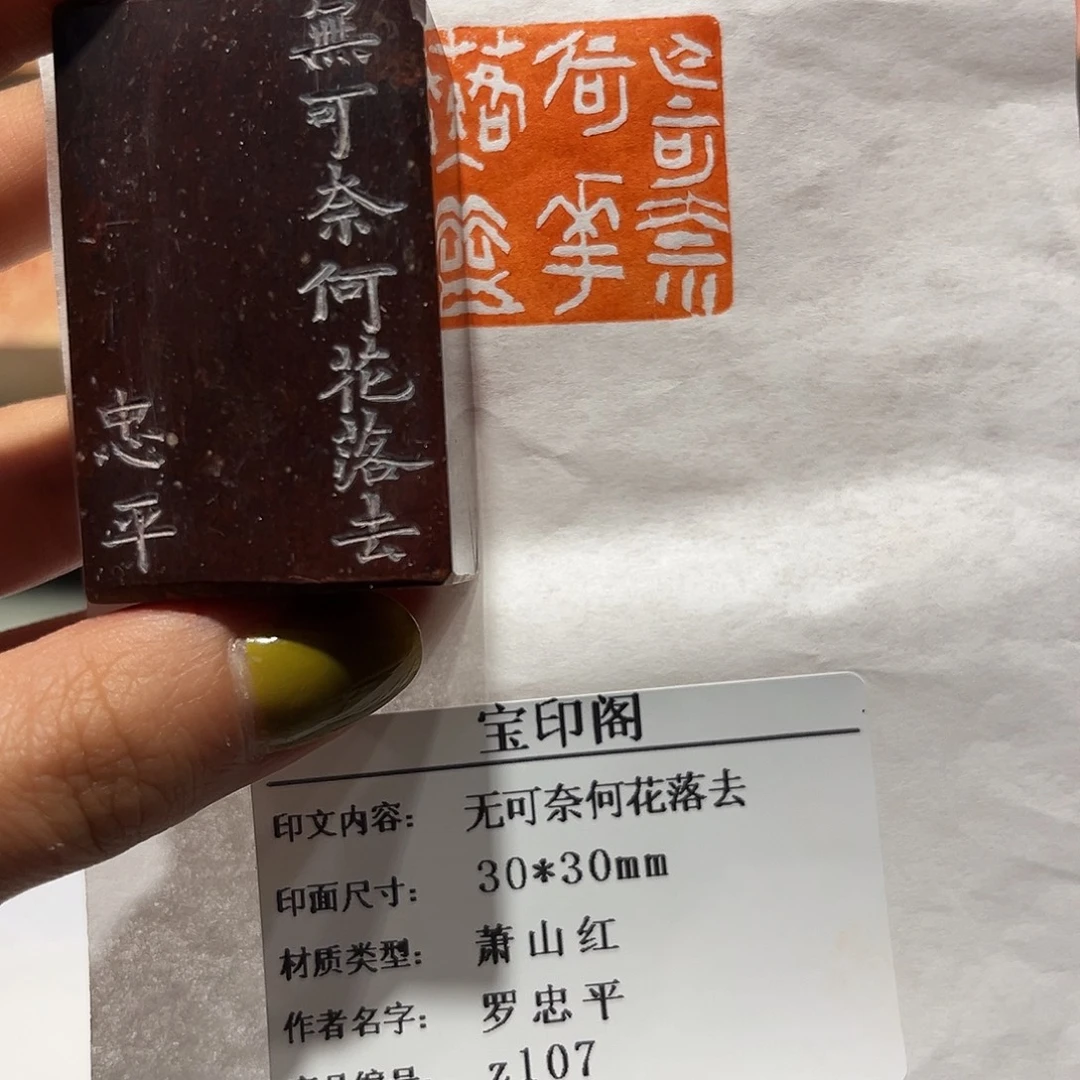 無可奈何花落去
忠平
宝印阁
印文内容: 无可奈何花落去
印面尺寸: 30*30mm
材质类型: 萧山红
作者名字: 罗忠平
z107